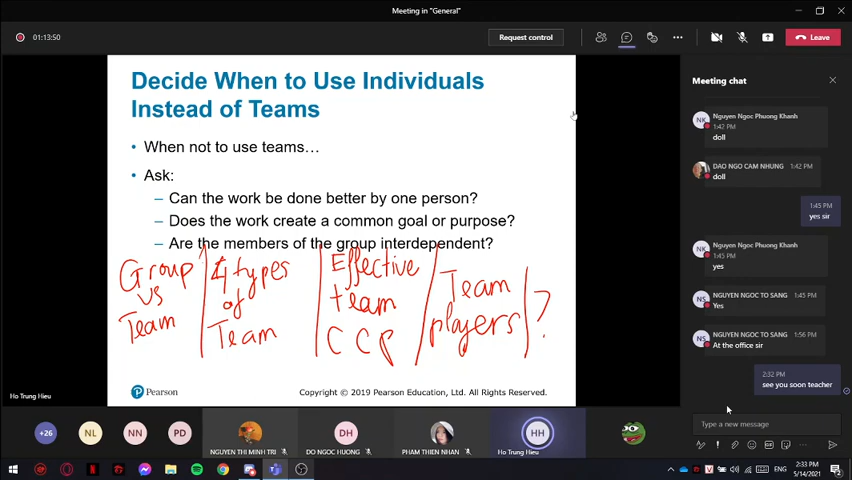 Meeting in "General"
01:13:50
Request control
Leave
Decide When to Use Individuals
Instead of Teams
• When not to use teams…
• Ask:
– Can the work be done better by one person?
– Does the work create a common goal or purpose?
– Are the members of the group interdependent?
Group
vs
Team
4 types
of
Team
Effective
team
C C P
Team
players
?
Pearson
Copyright © 2019 Pearson Education, Ltd. All Rights Reserved.
Ho Trung Hieu
Meeting chat
NK
Nguyen Ngoc Phuong Khanh
1:42 PM
doll
DAO NGO CAM NHUNG 1:42 PM
doll
1:45 PM
yes sir
NK
Nguyen Ngoc Phuong Khanh
1:45 PM
yes
NS
NGUYEN NGOC TO SANG 1:45 PM
Yes
NS
NGUYEN NGOC TO SANG 1:56 PM
At the office sir
2:32 PM
see you soon teacher
Type a new message
+26
NL
NN
PD
NGUYEN THI MINH TRI
DH
DO NGOC HUONG
PHAM THIEN NHAN
HH
Ho Trung Hieu
ENG
2:33 PM
5/14/2021